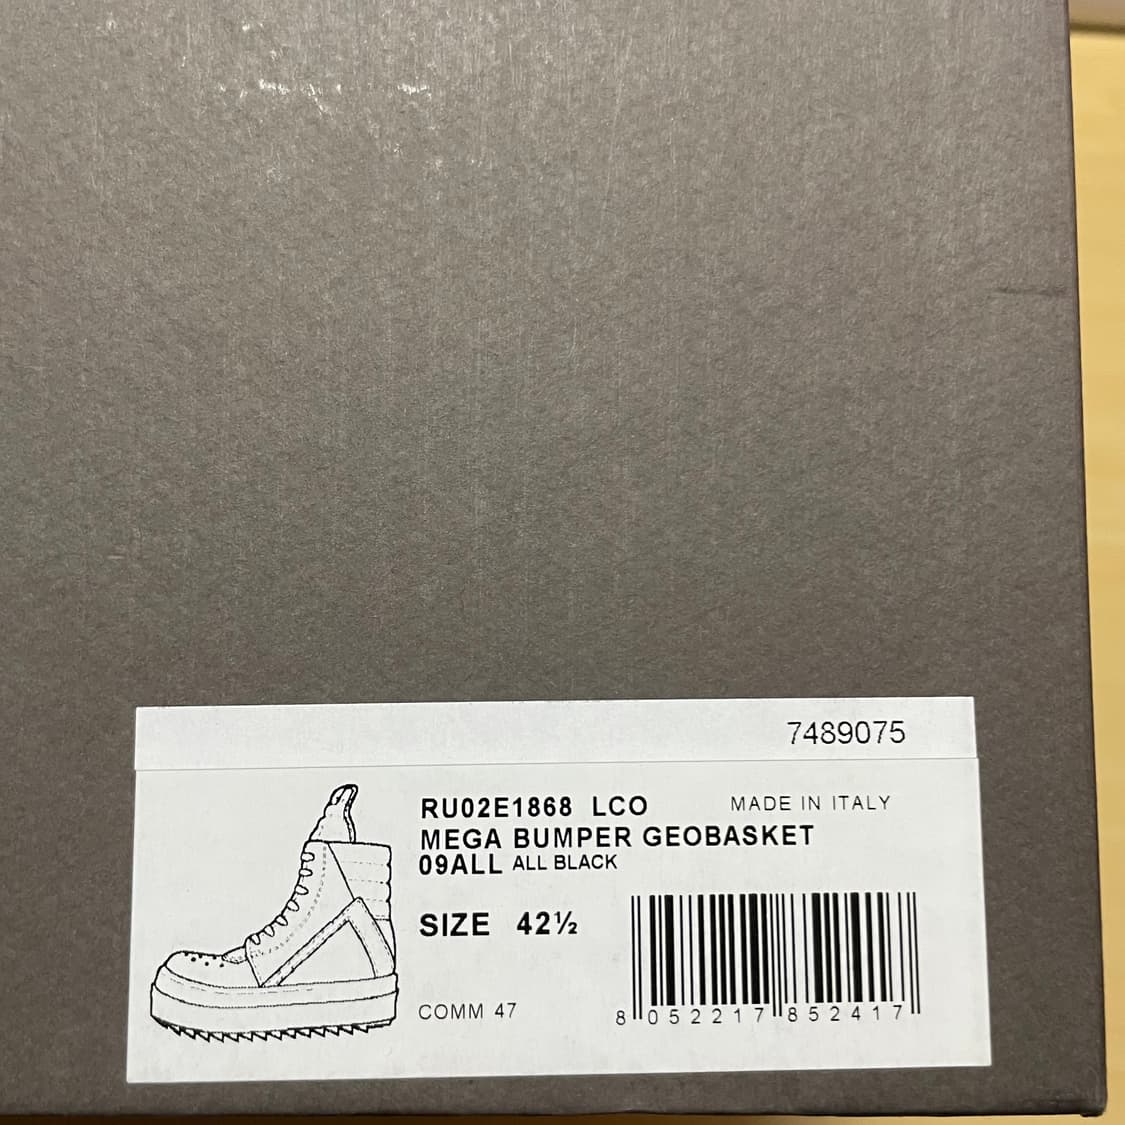 7489075
RU02E1868 LCO MADE IN ITALY
MEGA BUMPER GEOBASKET
09ALL ALL BLACK
SIZE 42½
COMM 47
8 052217 852417